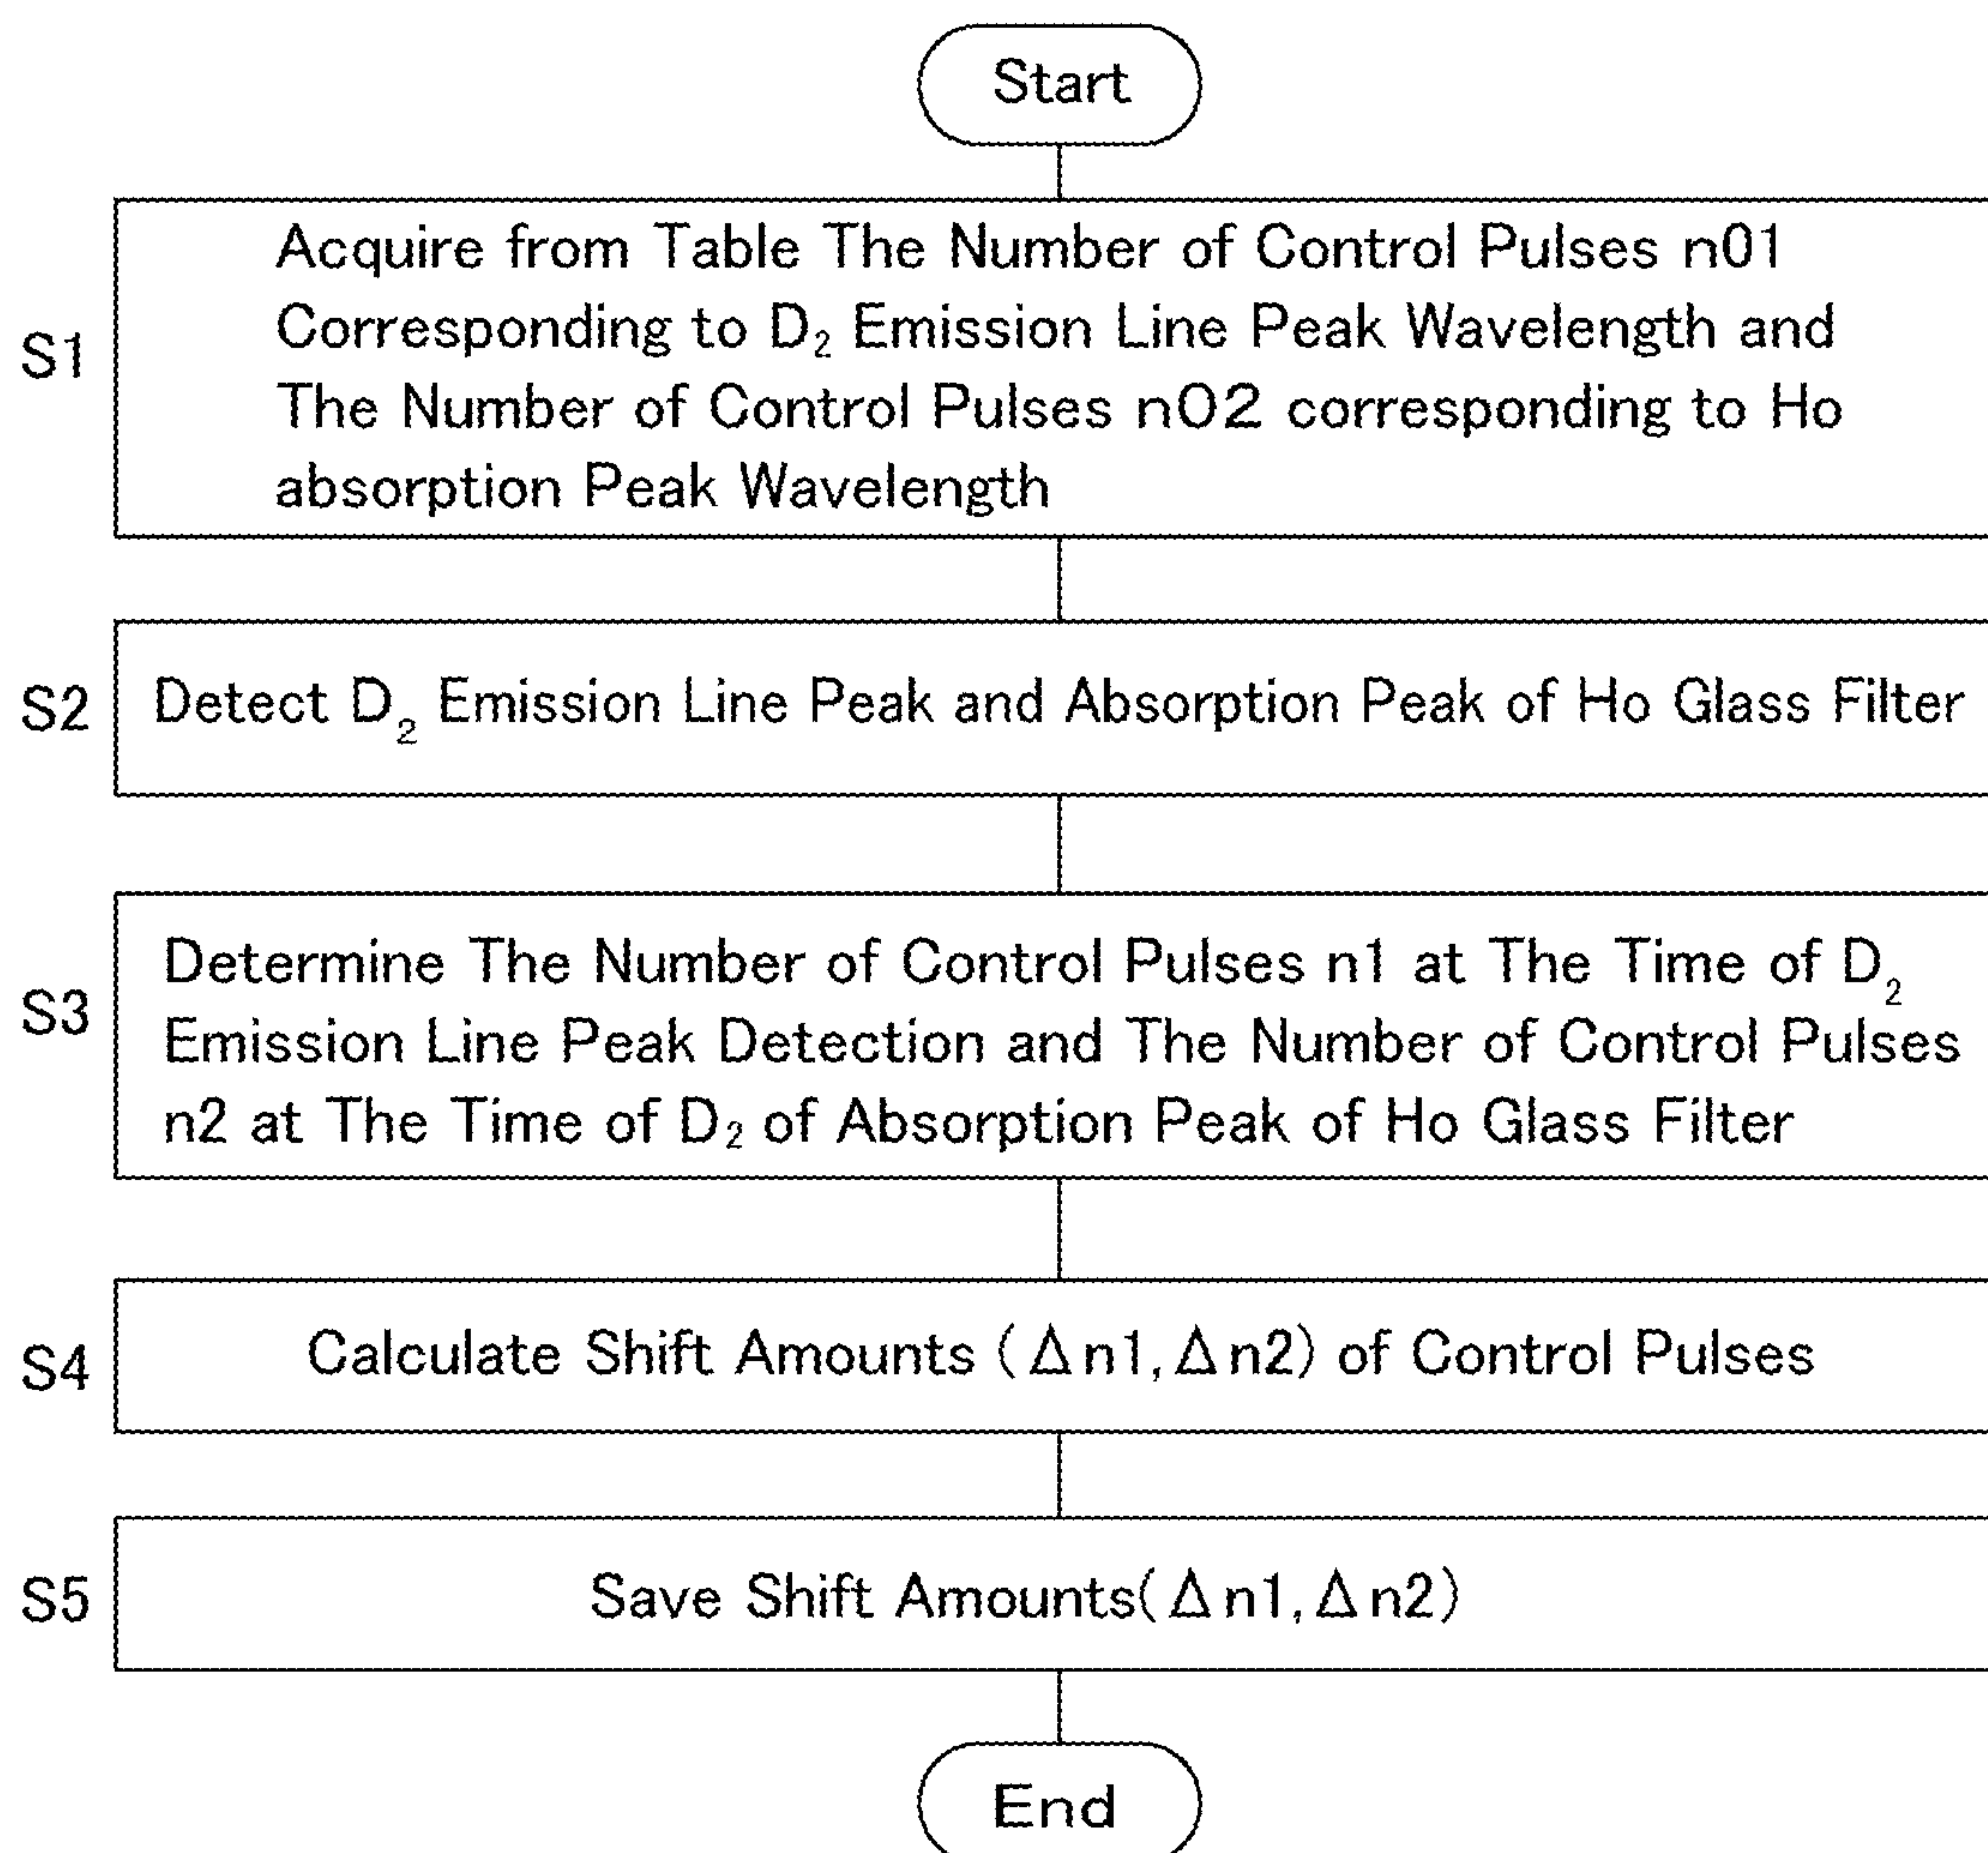 Start
S1
Acquire from Table The Number of Control Pulses n01
Corresponding to D₂ Emission Line Peak Wavelength and
The Number of Control Pulses nO2 corresponding to Ho
absorption Peak Wavelength
S2
Detect D₂ Emission Line Peak and Absorption Peak of Ho Glass Filter
S3
Determine The Number of Control Pulses n1 at The Time of D₂
Emission Line Peak Detection and The Number of Control Pulses
n2 at The Time of D₂ of Absorption Peak of Ho Glass Filter
S4
Calculate Shift Amounts (Δn1,Δn2) of Control Pulses
S5
Save Shift Amounts(Δn1,Δn2)
End